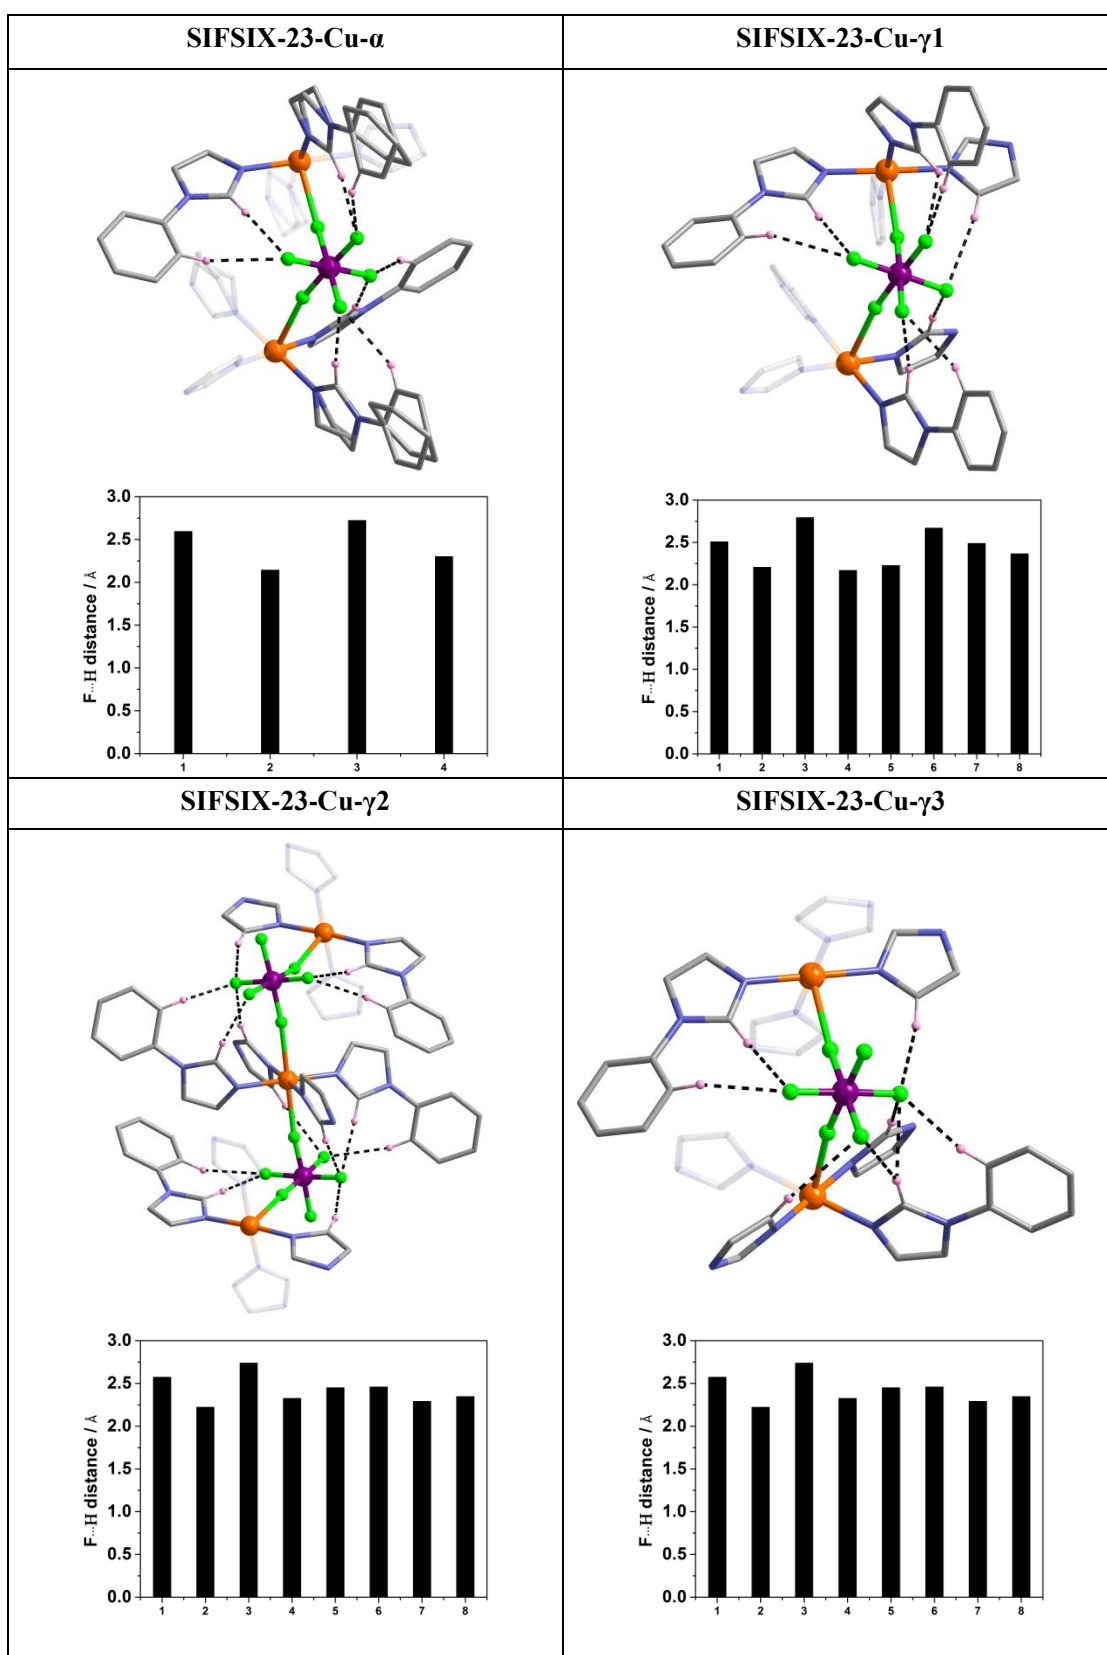 SIFSIX-23-Cu-α
SIFSIX-23-Cu-γ1
F···H distance / Å
3.0
2.5
2.0
1.5
1.0
0.5
0.0
1 2 3 4
F···H distance / Å
3.0
2.5
2.0
1.5
1.0
0.5
0.0
1 2 3 4 5 6 7 8
SIFSIX-23-Cu-γ2
SIFSIX-23-Cu-γ3
F···H distance / Å
3.0
2.5
2.0
1.5
1.0
0.5
0.0
1 2 3 4 5 6 7 8
F···H distance / Å
3.0
2.5
2.0
1.5
1.0
0.5
0.0
1 2 3 4 5 6 7 8